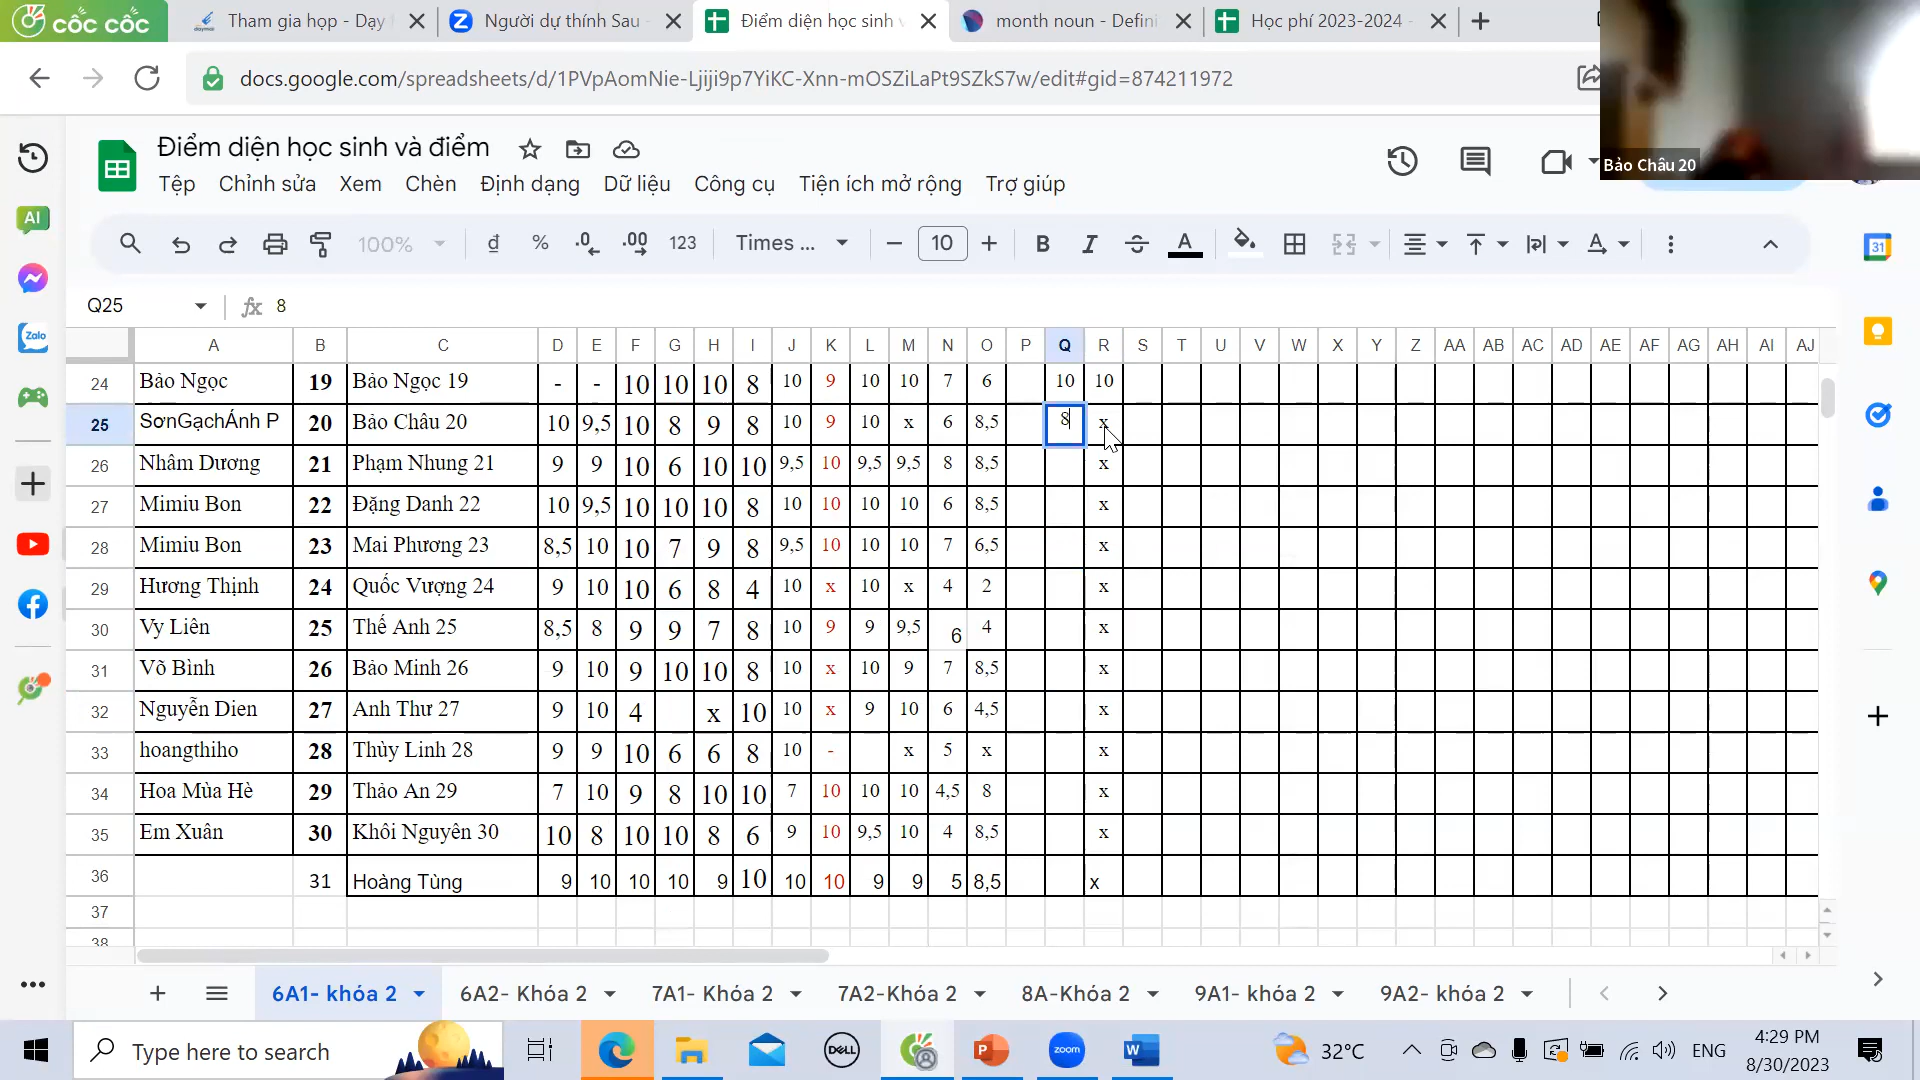 cốc cốc
Tham gia họp - Dạy
Người dự thính Sau -
Điểm diện học sinh v
month noun - Defini
Học phí 2023-2024 -
docs.google.com/spreadsheets/d/1PVpAomNie-Ljiji9p7YiKC-Xnn-mOSZiLaPt9SZkS7w/edit#gid=874211972
Bảo Châu 20
Điểm diện học sinh và điểm
Tệp Chỉnh sửa Xem Chèn Định dạng Dữ liệu Công cụ Tiện ích mở rộng Trợ giúp
100% đ % .0 .00 123 Times ... 10 B I A
Q25 fx 8
A B C D E F G H I J K L M N O P Q R S T U V W X Y Z AA AB AC AD AE AF AG AH AI AJ
24 Bảo Ngọc 19 Bảo Ngọc 19 - - 10 10 10 8 10 9 10 10 7 6 10 10
25 SơnGạchÁnh P 20 Bảo Châu 20 10 9,5 10 8 9 8 10 9 10 x 6 8,5 8 x
26 Nhâm Dương 21 Phạm Nhung 21 9 9 10 6 10 10 9,5 10 9,5 9,5 8 8,5 x
27 Mimiu Bon 22 Đặng Danh 22 10 9,5 10 10 10 8 10 10 10 10 6 8,5 x
28 Mimiu Bon 23 Mai Phương 23 8,5 10 10 7 9 8 9,5 10 10 10 7 6,5 x
29 Hương Thịnh 24 Quốc Vượng 24 9 10 10 6 8 4 10 x 10 x 4 2 x
30 Vy Liên 25 Thế Anh 25 8,5 8 9 9 7 8 10 9 9 9,5 6 4 x
31 Võ Bình 26 Bảo Minh 26 9 10 9 10 10 8 10 x 10 9 7 8,5 x
32 Nguyễn Dien 27 Anh Thư 27 9 10 4 x 10 10 x 9 10 6 4,5 x
33 hoangthiho 28 Thùy Linh 28 9 9 10 6 6 8 10 - x 5 x x
34 Hoa Mùa Hè 29 Thảo An 29 7 10 9 8 10 10 7 10 10 10 4,5 8 x
35 Em Xuân 30 Khôi Nguyên 30 10 8 10 10 8 6 9 10 9,5 10 4 8,5 x
36 31 Hoàng Tùng 9 10 10 10 9 10 10 10 9 9 5 8,5 x
37
38
6A1- khóa 2 6A2- Khóa 2 7A1- Khóa 2 7A2-Khóa 2 8A-Khóa 2 9A1- khóa 2 9A2- khóa 2
AI
Zalo
31
Type here to search
DELL
P
zoom
W
32°C
ENG
4:29 PM
8/30/2023